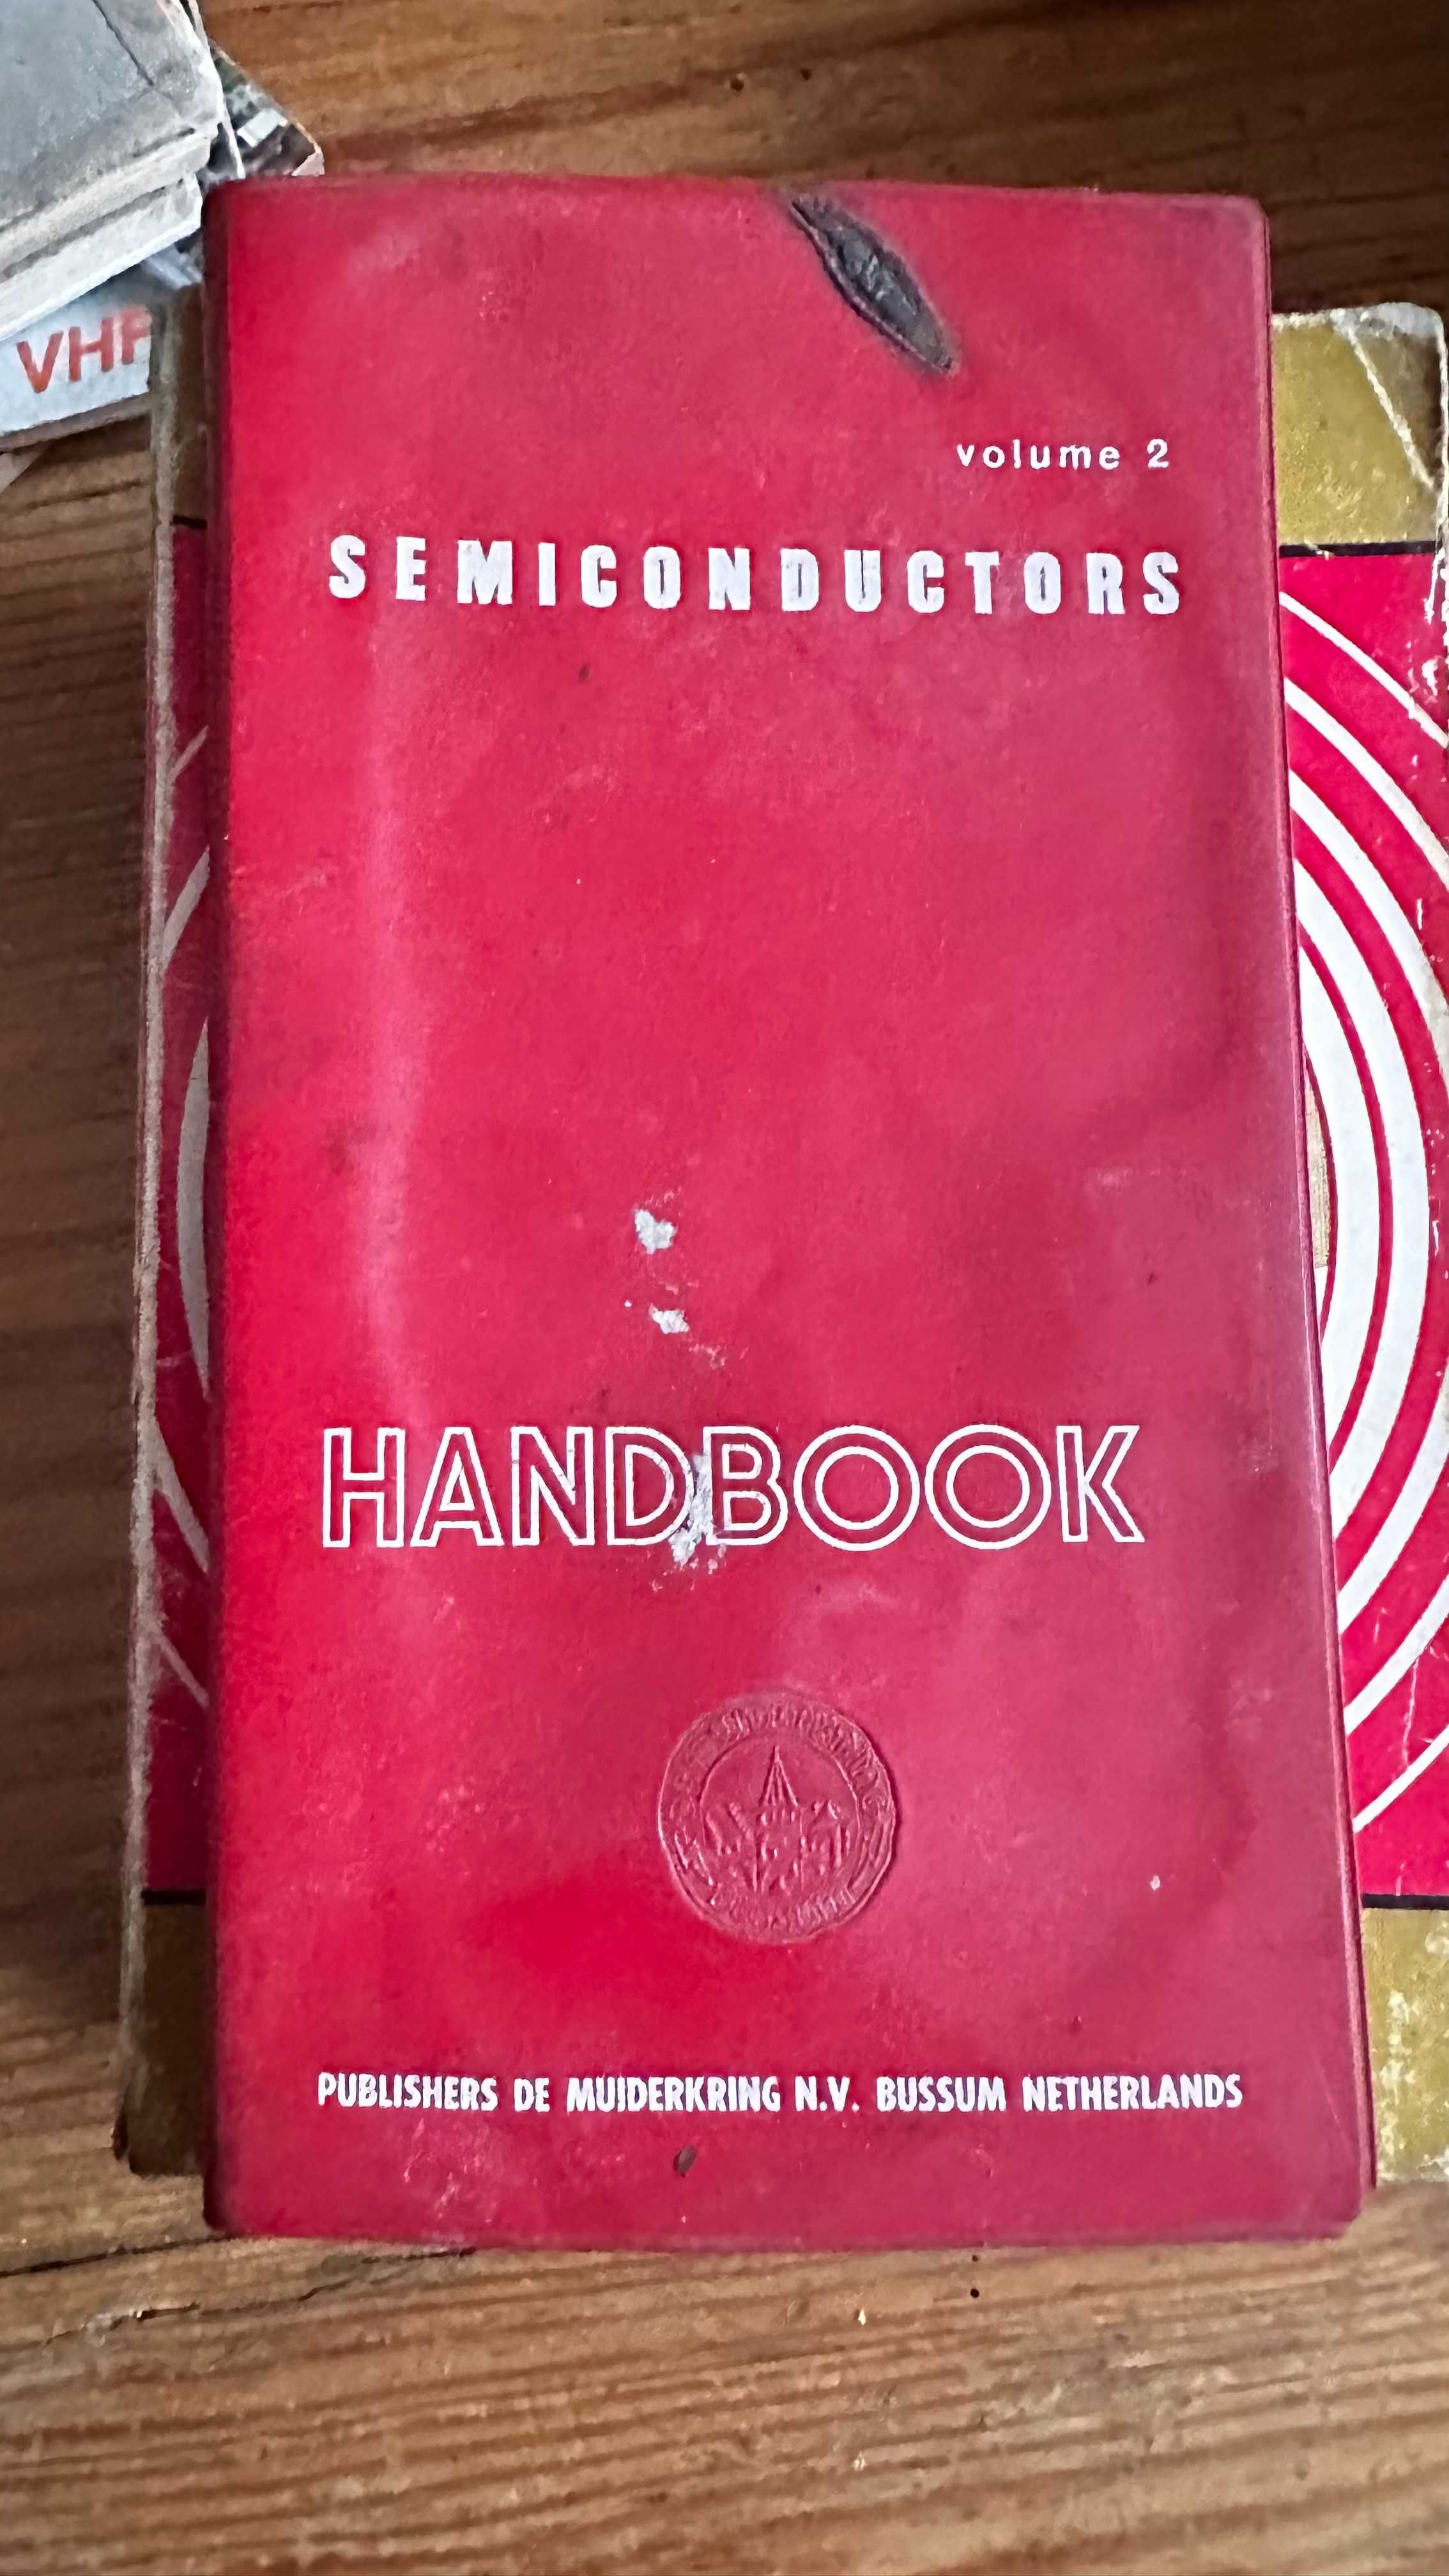 VHF
volume 2
SEMICONDUCTORS
HANDBOOK
PUBLISHERS DE MUIDERKRING N.V. BUSSUM NETHERLANDS